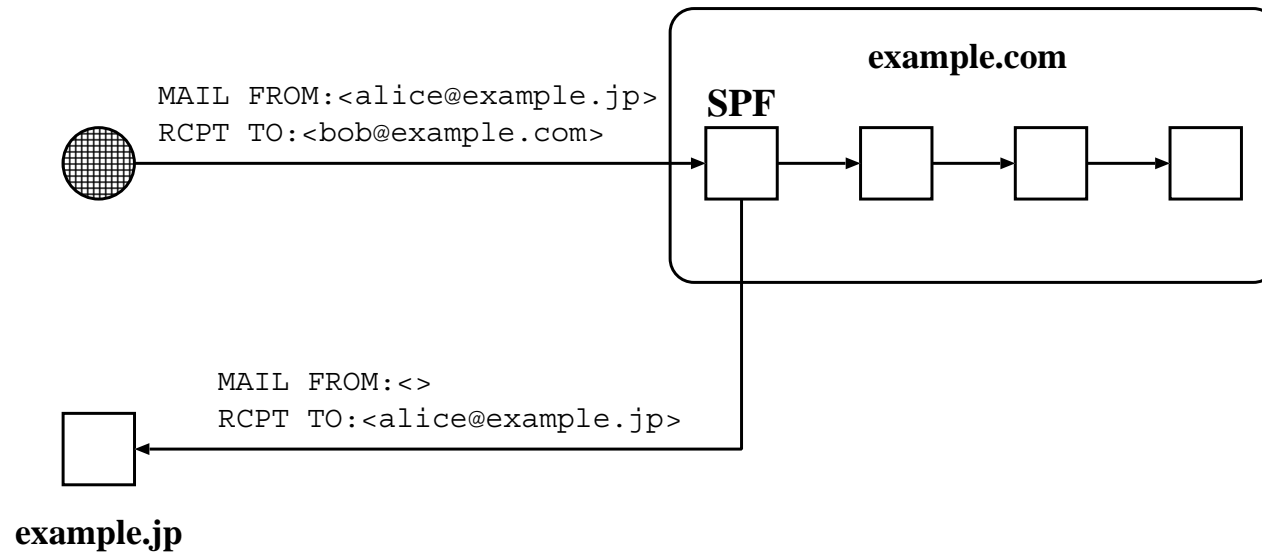 example.com
MAIL FROM:<alice@example.jp>
RCPT TO:<bob@example.com>
SPF
MAIL FROM:<>
RCPT TO:<alice@example.jp>
example.jp